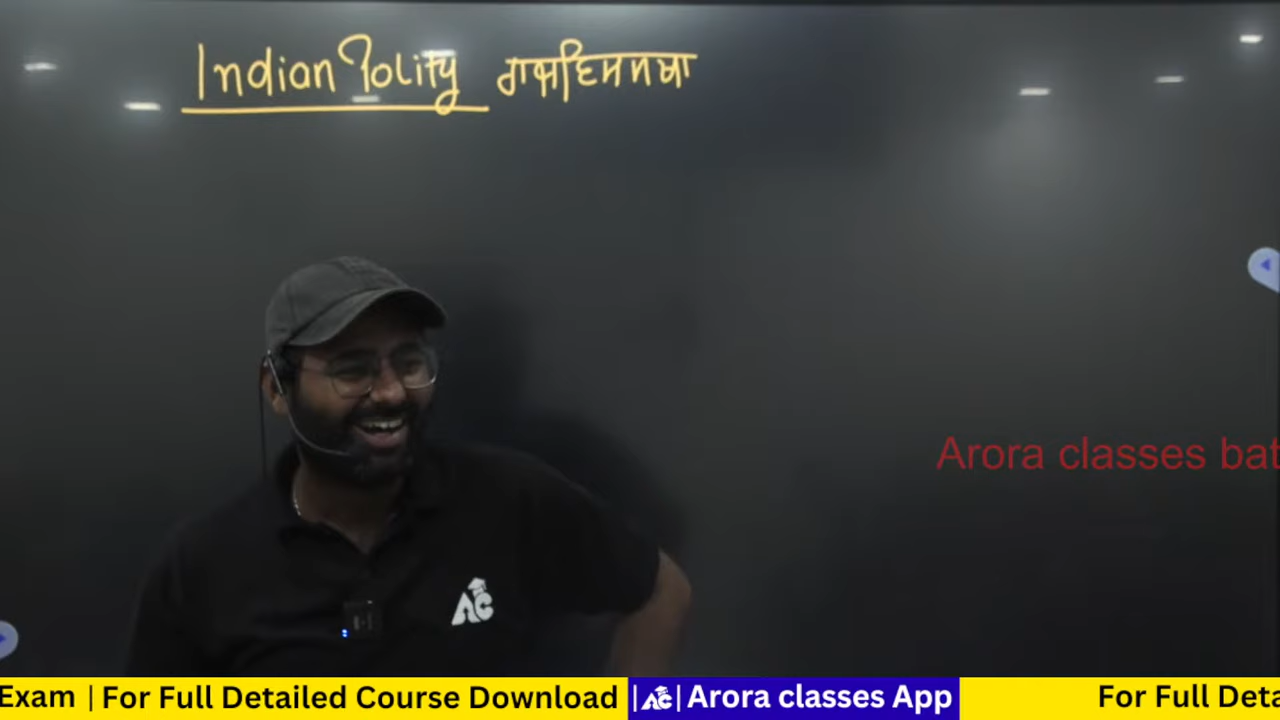 Indian Polity ਰਾਜਵਿਵਸਥਾ
Arora classes bat
AC
Exam | For Full Detailed Course Download |AC| Arora classes App For Full Deta